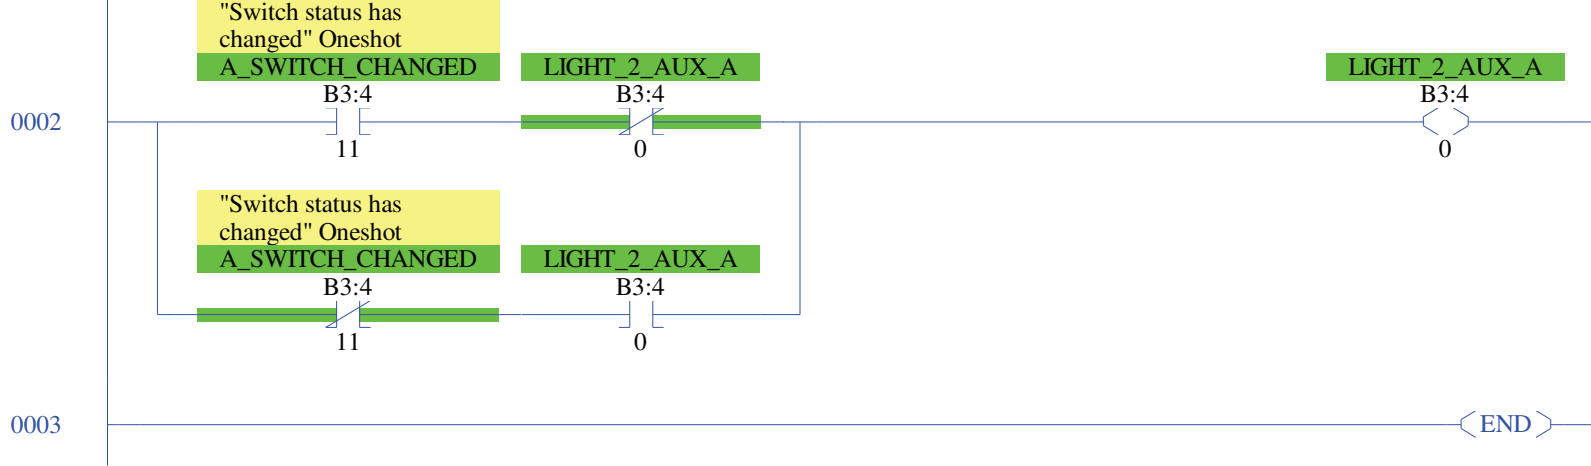 "Switch status has
changed" Oneshot
A_SWITCH_CHANGED LIGHT_2_AUX_A LIGHT_2_AUX_A
B3:4 B3:4 B3:4
0002
11 0 0
"Switch status has
changed" Oneshot
A_SWITCH_CHANGED LIGHT_2_AUX_A
B3:4 B3:4
11 0
0003 END